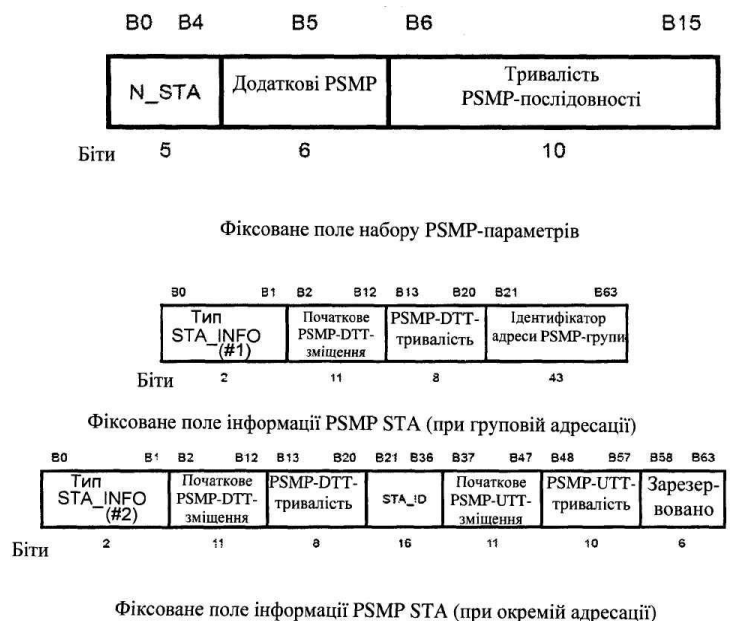 B0 B4 B5 B6 B15
N_STA Додаткові PSMP Тривалість
PSMP-послідовності
Біти 5 6 10
Фіксоване поле набору PSMP-параметрів
B0 B1 B2 B12 B13 B20 B21 B63
Тип
STA_INFO
(#1)
Початкове
PSMP-DTT-
зміщення
PSMP-DTT-
тривалість
Ідентифікатор
адреси PSMP-групи
Біти 2 11 8 43
Фіксоване поле інформації PSMP STA (при груповій адресації)
B0 B1 B2 B12 B13 B20 B21 B36 B37 B47 B48 B57 B58 B63
Тип
STA_INFO
(#2)
Початкове
PSMP-DTT-
зміщення
PSMP-DTT-
тривалість
STA_ID
Початкове
PSMP-UTT-
зміщення
PSMP-UTT-
тривалість
Зарезер-
вовано
Біти 2 11 8 16 11 10 6
Фіксоване поле інформації PSMP STA (при окремій адресації)